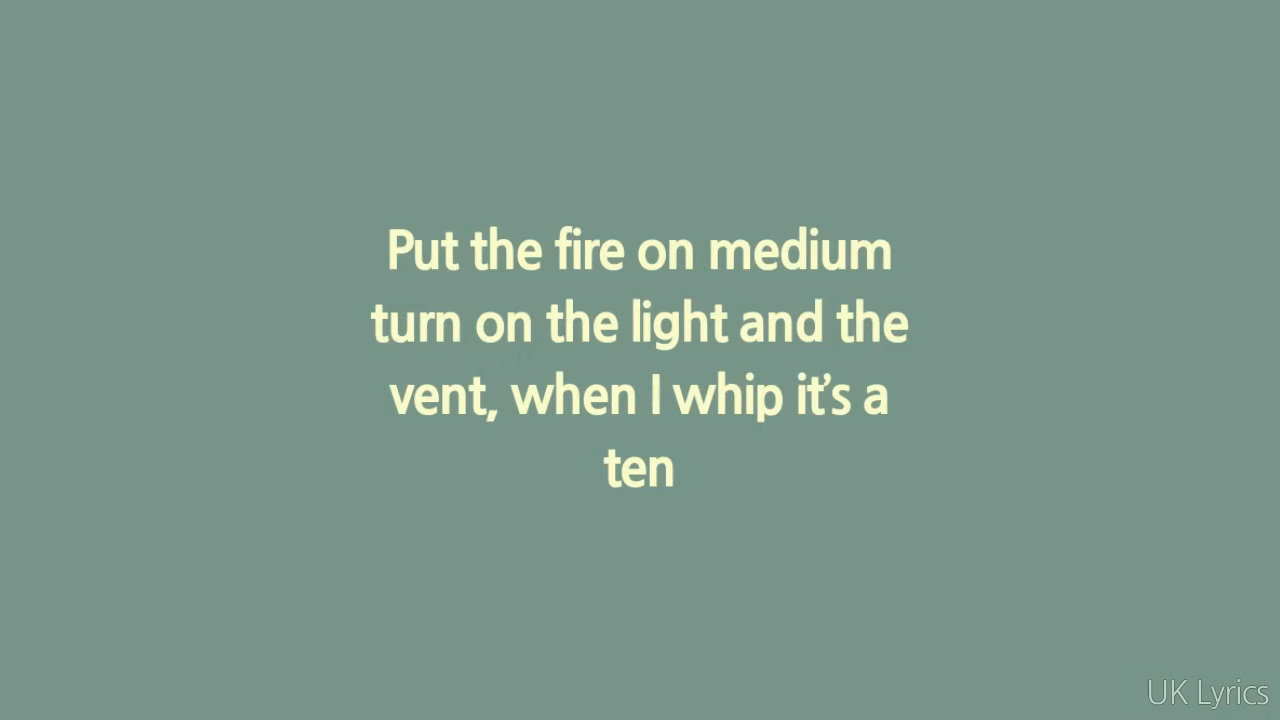 Put the fire on medium
turn on the light and the
vent, when I whip it's a
ten
UK Lyrics